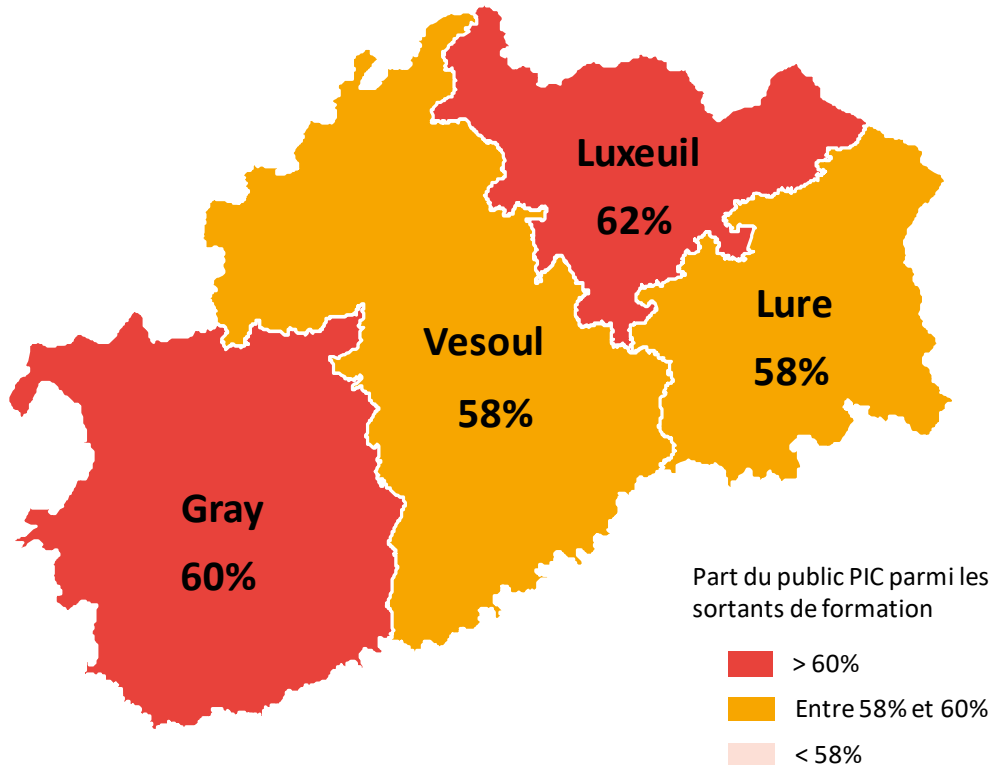 Luxeuil
62%
Lure
58%
Vesoul
58%
Gray
60%
Part du public PIC parmi les
sortants de formation
> 60%
Entre 58% et 60%
< 58%